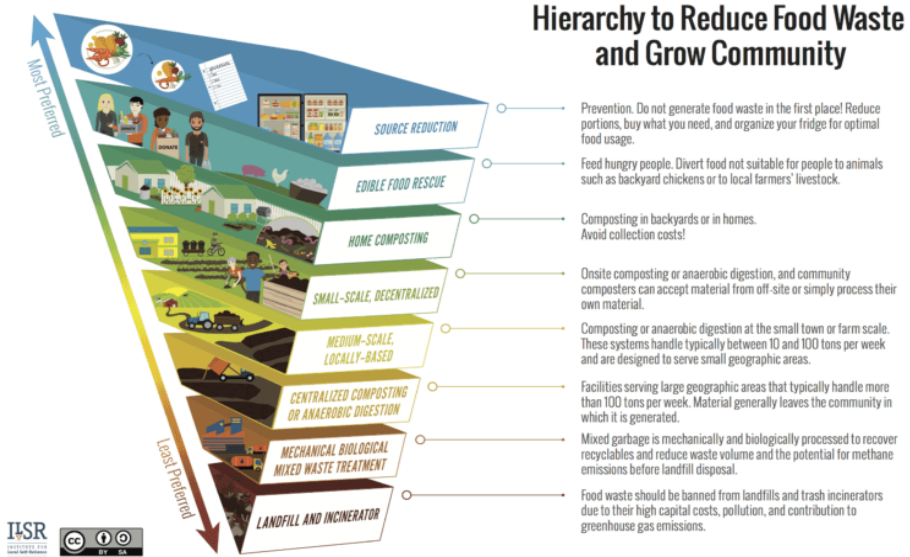 Hierarchy to Reduce Food Waste
and Grow Community
Most Preferred
Least Preferred
DONATE
SOURCE REDUCTION
Prevention. Do not generate food waste in the first place! Reduce
portions, buy what you need, and organize your fridge for optimal
food usage.
EDIBLE FOOD RESCUE
Feed hungry people. Divert food not suitable for people to animals
such as backyard chickens or to local farmers' livestock.
HOME COMPOSTING
Composting in backyards or in homes.
Avoid collection costs!
SMALL-SCALE, DECENTRALIZED
Onsite composting or anaerobic digestion, and community
composters can accept material from off-site or simply process their
own material.
MEDIUM-SCALE,
LOCALLY-BASED
Composting or anaerobic digestion at the small town or farm scale.
These systems handle typically between 10 and 100 tons per week
and are designed to serve small geographic areas.
CENTRALIZED COMPOSTING
OR ANAEROBIC DIGESTION
Facilities serving large geographic areas that typically handle more
than 100 tons per week. Material generally leaves the community in
which it is generated.
MECHANICAL BIOLOGICAL
MIXED WASTE TREATMENT
Mixed garbage is mechanically and biologically processed to recover
recyclables and reduce waste volume and the potential for methane
emissions before landfill disposal.
LANDFILL AND INCINERATOR
Food waste should be banned from landfills and trash incinerators
due to their high capital costs, pollution, and contribution to
greenhouse gas emissions.
ILSR
INSTITUTE FOR
Local Self-Reliance
cc
BY SA